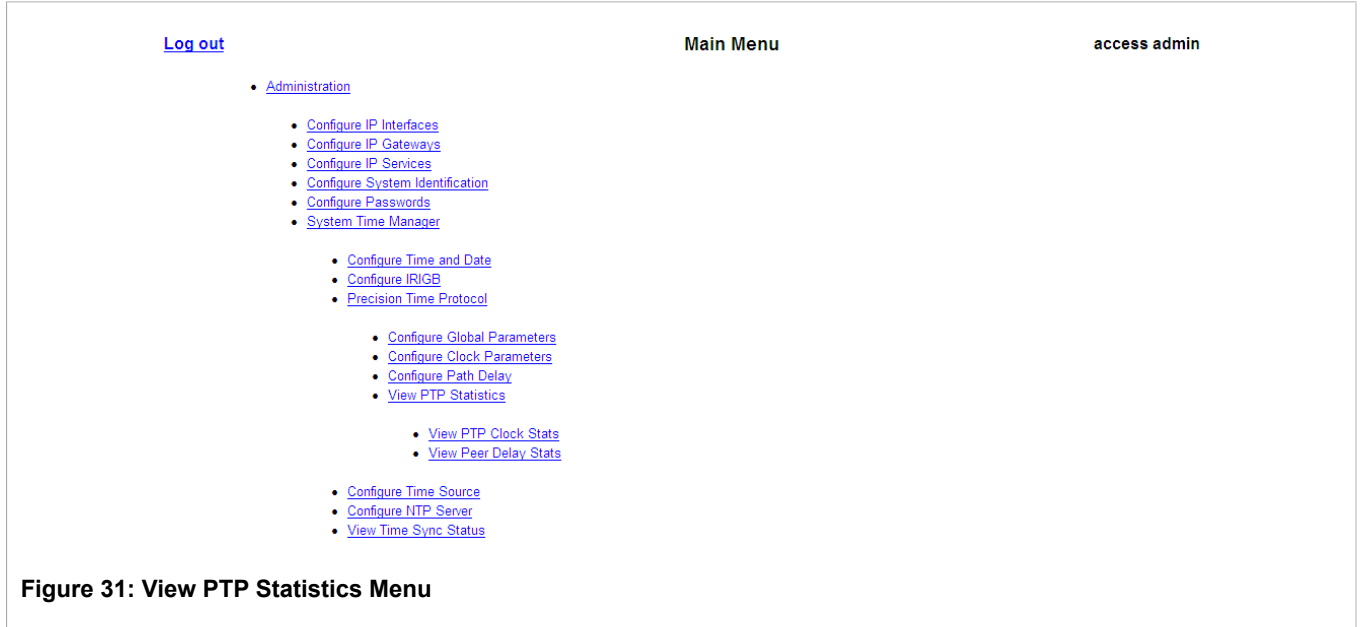 Log out Main Menu access admin
Administration
Configure IP Interfaces
Configure IP Gateways
Configure IP Services
Configure System Identification
Configure Passwords
System Time Manager
Configure Time and Date
Configure IRIGB
Precision Time Protocol
Configure Global Parameters
Configure Clock Parameters
Configure Path Delay
View PTP Statistics
View PTP Clock Stats
View Peer Delay Stats
Configure Time Source
Configure NTP Server
View Time Sync Status
Figure 31: View PTP Statistics Menu